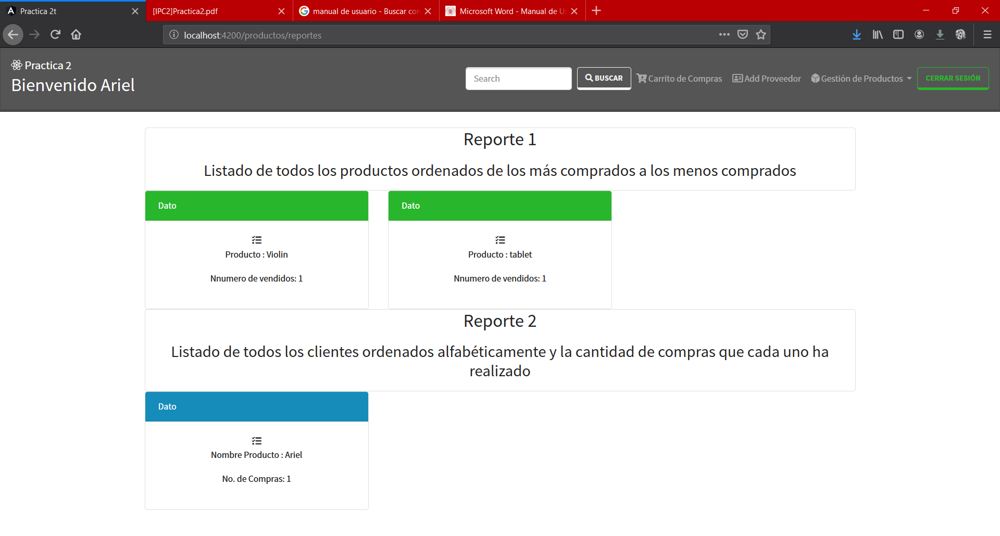 Practica 2t
[IPC2]Practica2.pdf
manual de usuario - Buscar con
Microsoft Word - Manual de Us
localhost:4200/productos/reportes
Practica 2
Bienvenido Ariel
Search
BUSCAR
Carrito de Compras
Add Proveedor
Gestión de Productos
CERRAR SESIÓN
Reporte 1
Listado de todos los productos ordenados de los más comprados a los menos comprados
Dato
Producto : Violin
Nnumero de vendidos: 1
Dato
Producto : tablet
Nnumero de vendidos: 1
Reporte 2
Listado de todos los clientes ordenados alfabéticamente y la cantidad de compras que cada uno ha
realizado
Dato
Nombre Producto : Ariel
No. de Compras: 1